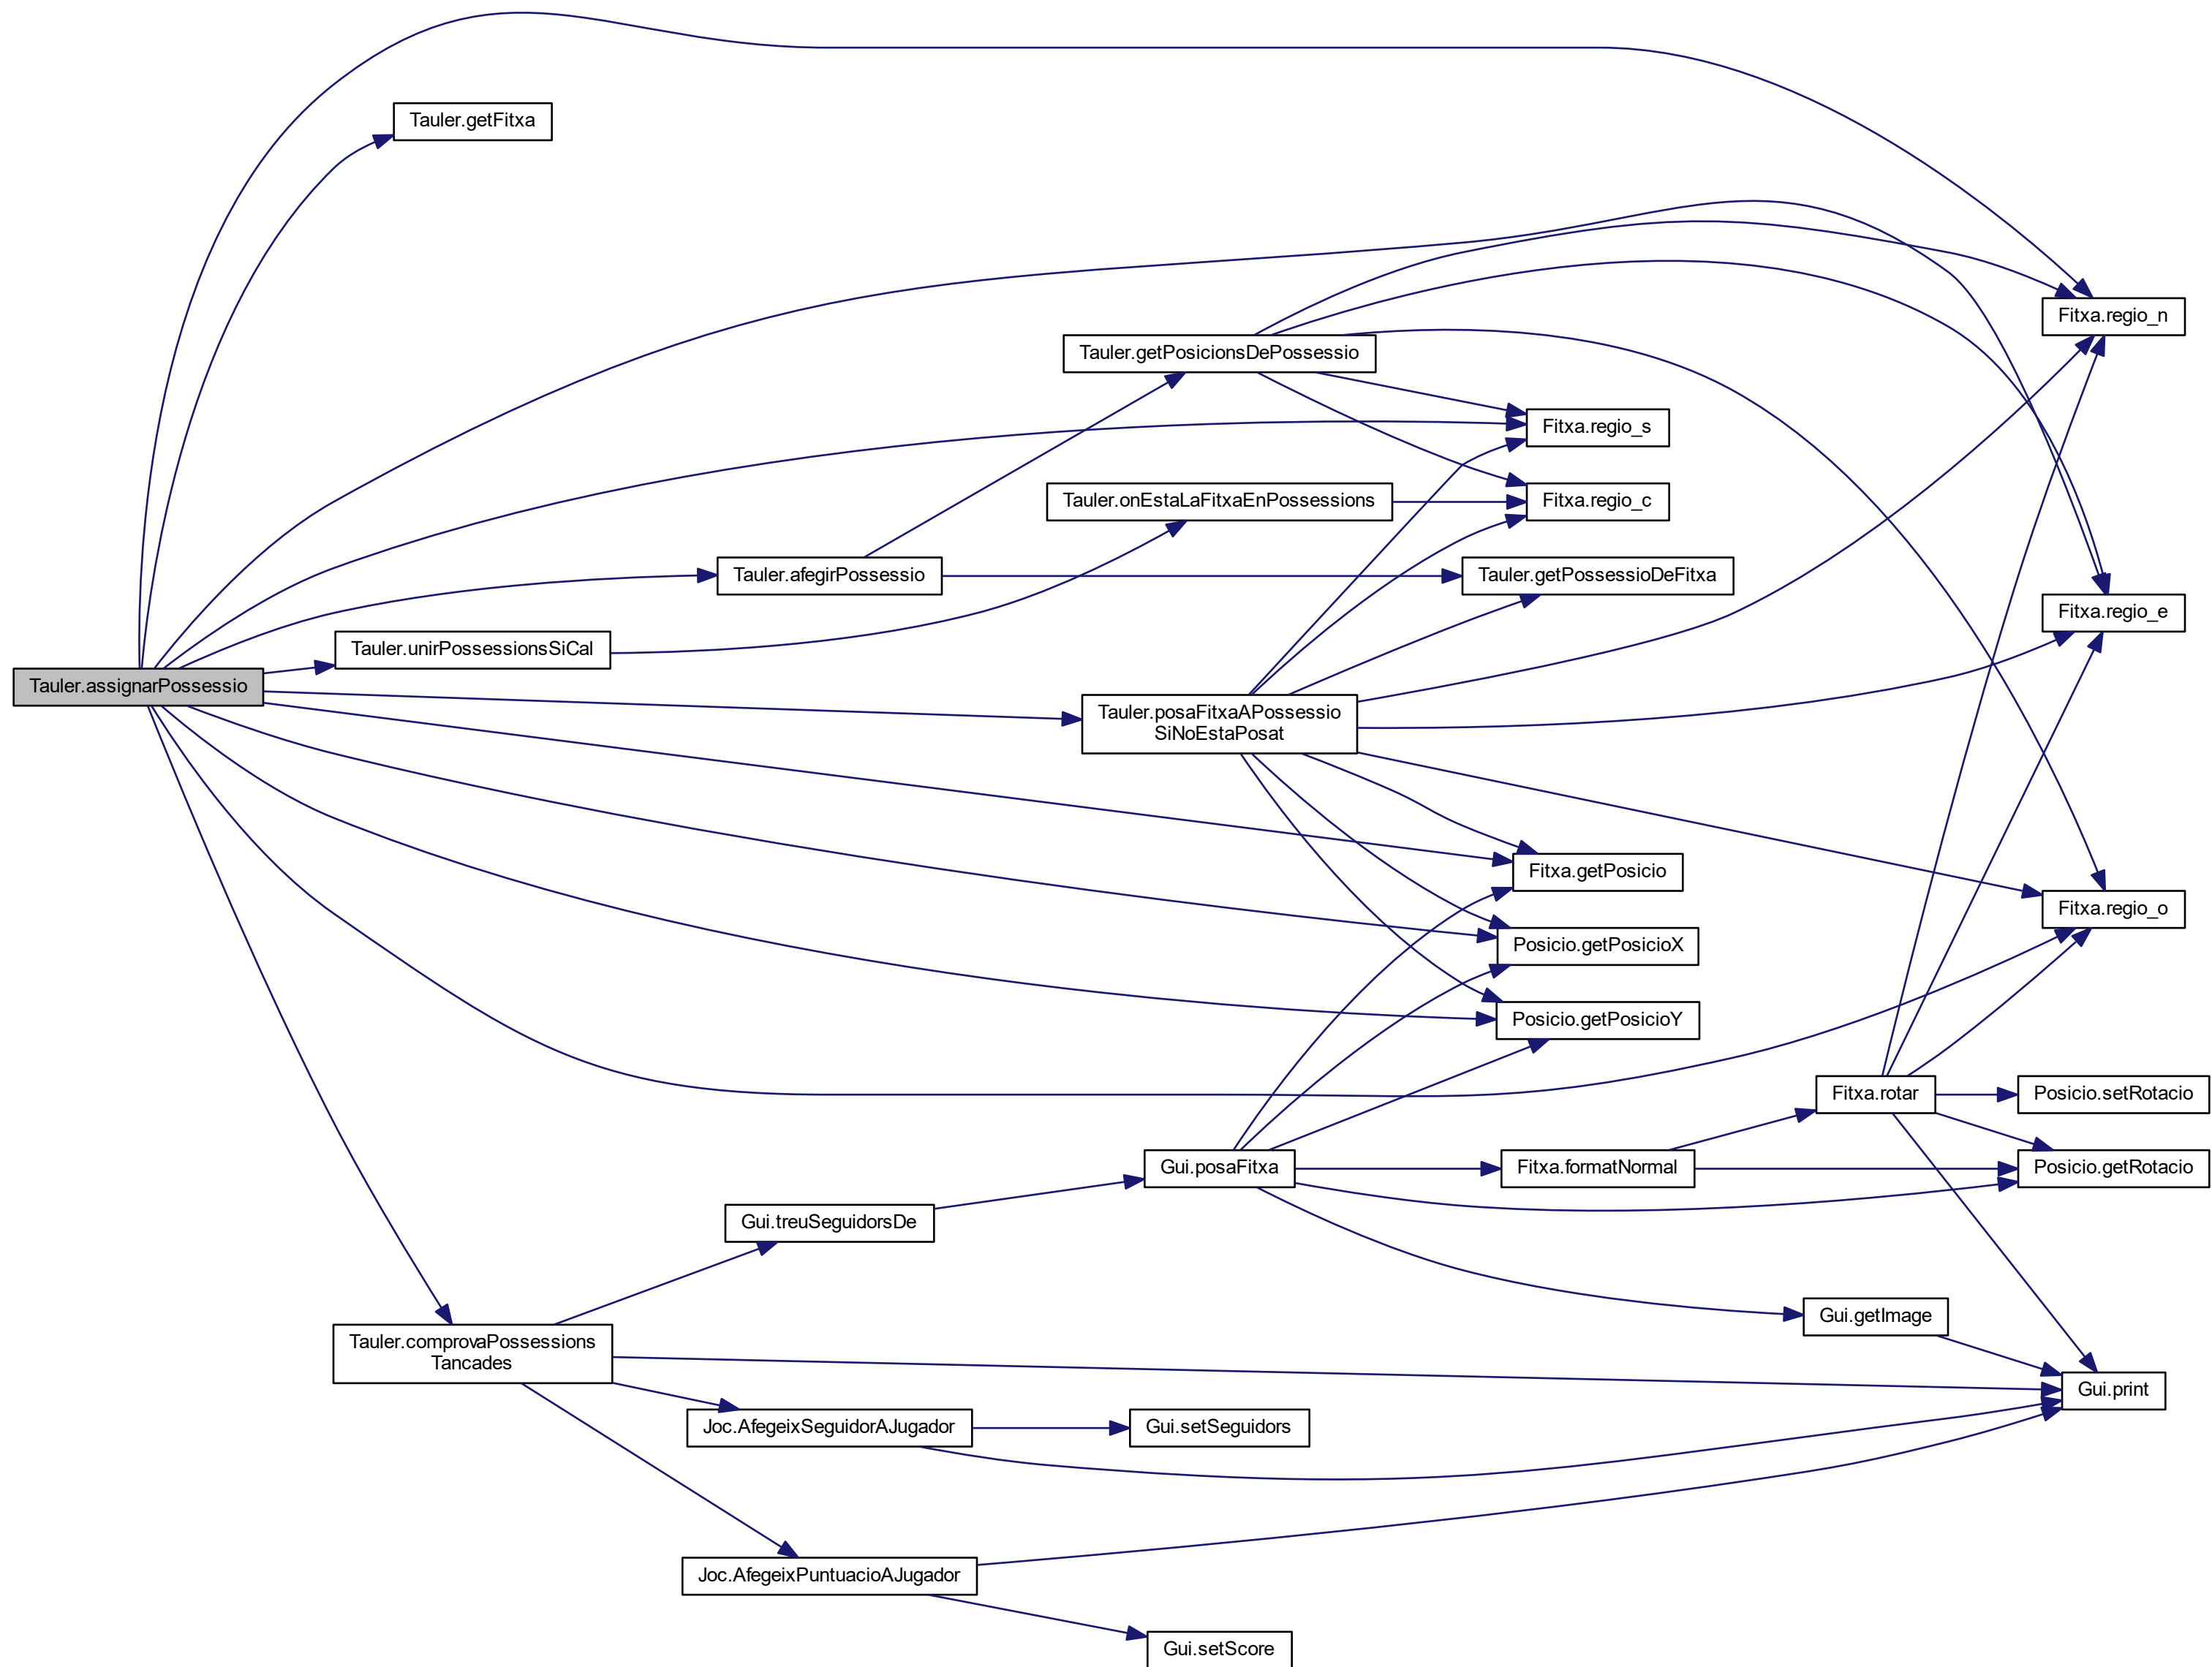 Tauler.getFitxa
Fitxa.regio_n
Tauler.getPosicionsDePossessio
Fitxa.regio_s
Tauler.onEstaLaFitxaEnPossessions
Fitxa.regio_c
Tauler.afegirPossessio
Tauler.getPossessioDeFitxa
Fitxa.regio_e
Tauler.unirPossessionsSiCal
Tauler.assignarPossessio
Tauler.posaFitxaAPossessio
SiNoEstaPosat
Fitxa.getPosicio
Fitxa.regio_o
Posicio.getPosicioX
Posicio.getPosicioY
Fitxa.rotar
Posicio.setRotacio
Gui.posaFitxa
Fitxa.formatNormal
Posicio.getRotacio
Gui.treuSeguidorsDe
Gui.getImage
Tauler.comprovaPossessions
Tancades
Gui.print
Joc.AfegeixSeguidorAJugador
Gui.setSeguidors
Joc.AfegeixPuntuacioAJugador
Gui.setScore